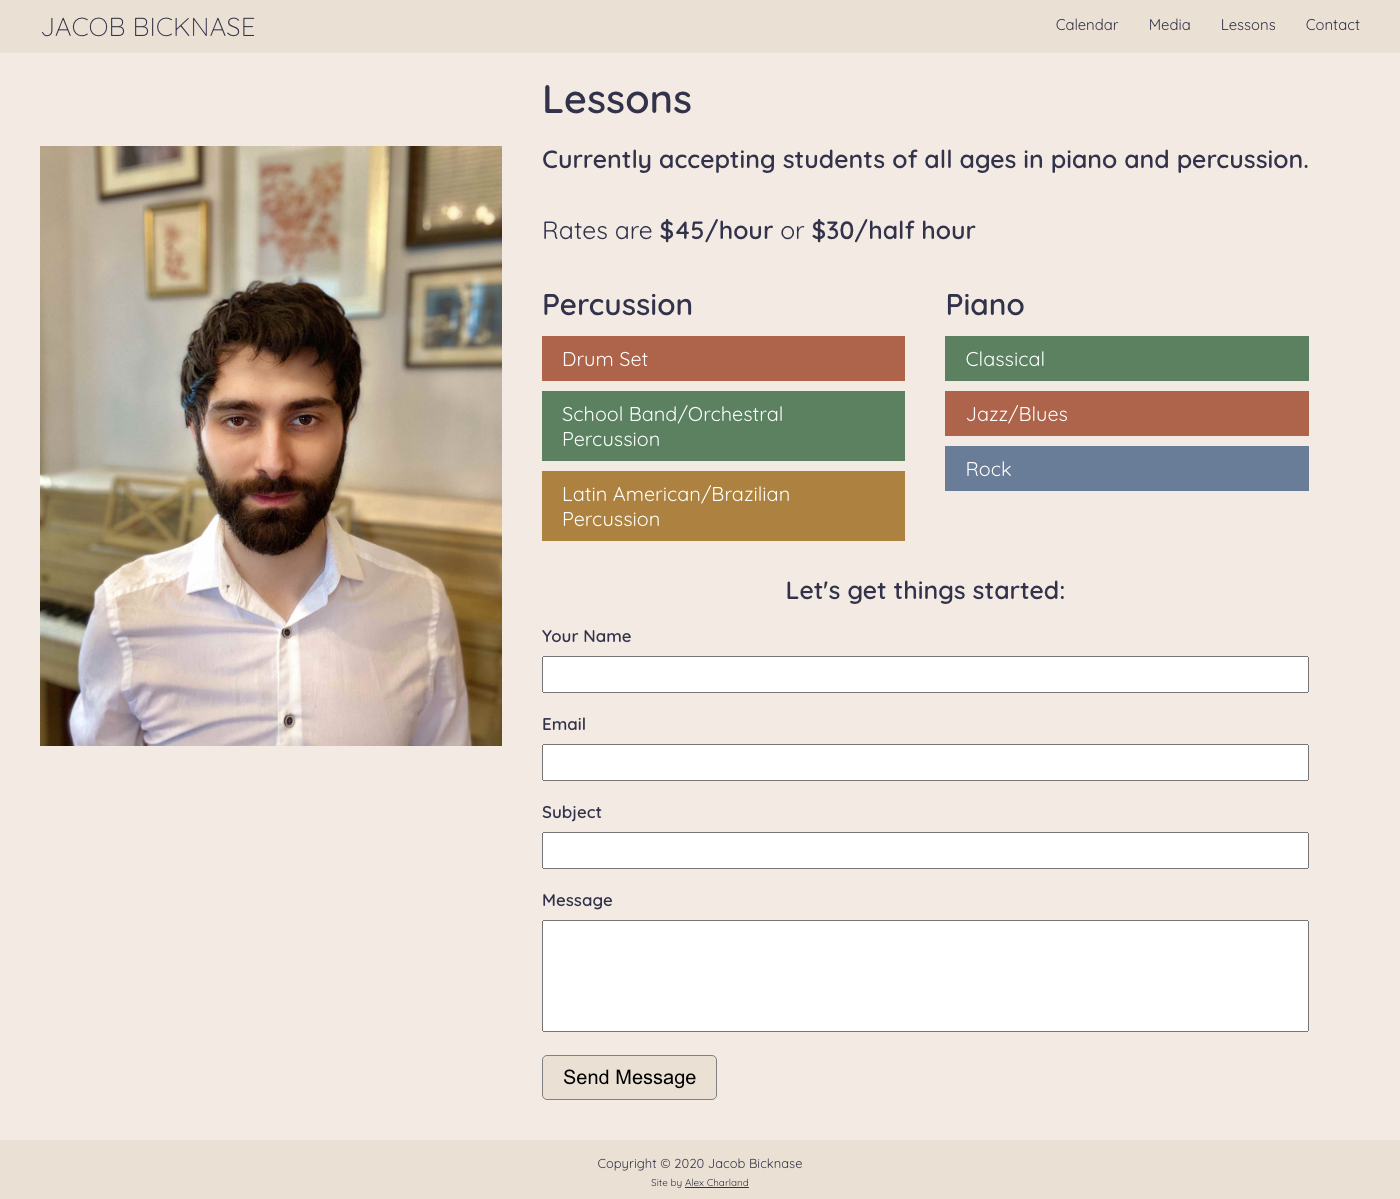 JACOB BICKNASE
Calendar Media Lessons Contact
Lessons
Currently accepting students of all ages in piano and percussion.
Rates are $45/hour or $30/half hour
Percussion
Drum Set
School Band/Orchestral
Percussion
Latin American/Brazilian
Percussion
Piano
Classical
Jazz/Blues
Rock
Let's get things started:
Your Name
Email
Subject
Message
Send Message
Copyright © 2020 Jacob Bicknase
Site by Alex Charland